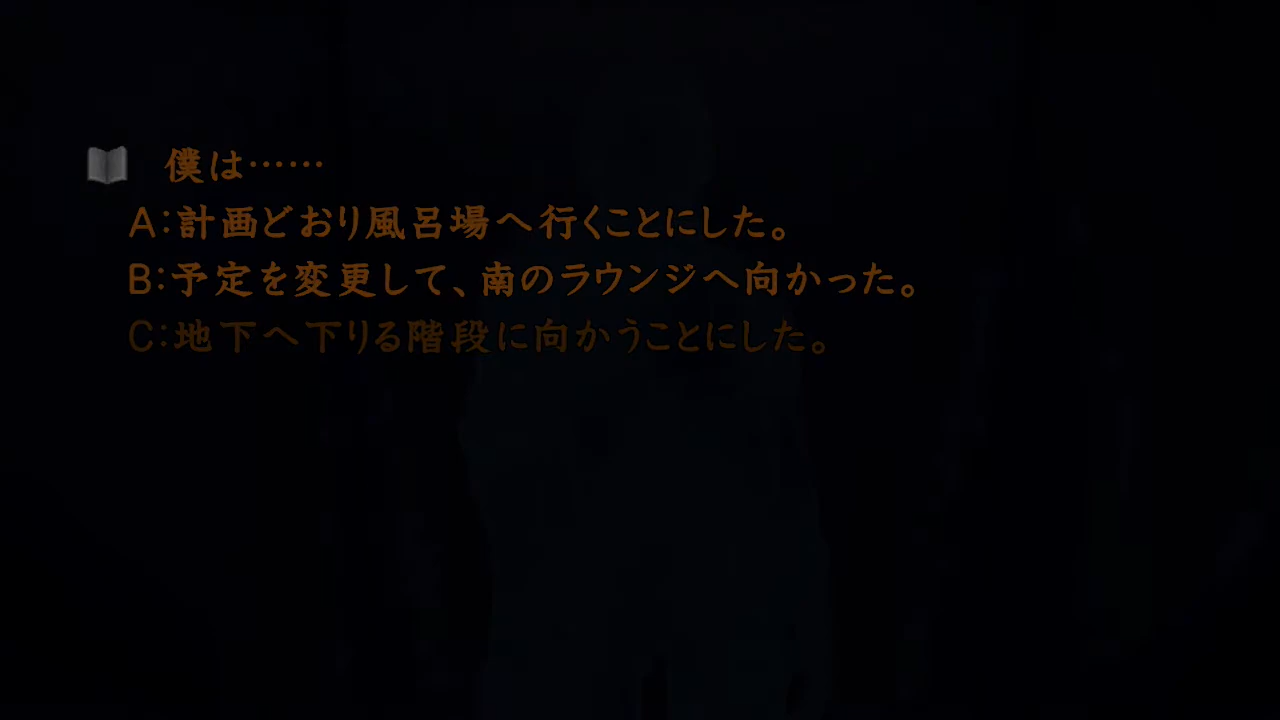 僕は……
A:計画どおり風呂場へ行くことにした。
B:予定を変更して、南のラウンジへ向かった。
C:地下へ下りる階段に向かうことにした。